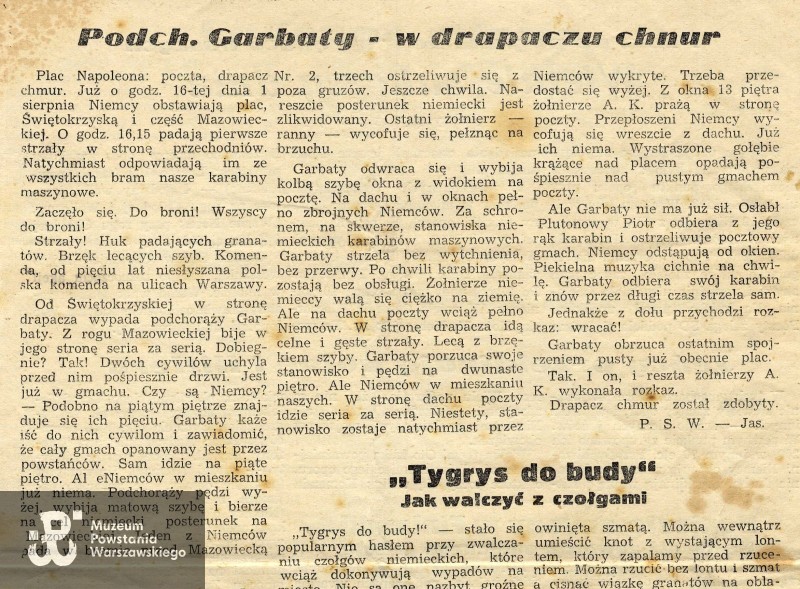 Podch. Garbaty - w drapaczu chnur
Plac Napoleona: poczta, drapacz
chmur. Już o godz. 16-tej dnia 1
sierpnia Niemcy obstawiają plac,
Świętokrzyską i część Mazowiec-
kiej. O godz. 16,15 padają pierwsze
strzały w stronę przechodniów.
Natychmiast odpowiadają im ze
wszystkich bram nasze karabiny
maszynowe.
Zaczęło się. Do broni! Wszyscy
do broni!
Strzały! Huk padających grana-
tów. Brzęk lecących szyb. Komen-
da, od pięciu lat niesłyszana pol-
ska komenda na ulicach Warszawy.
Od Świętokrzyskiej w stronę
drapacza wypada podchorąży Gar-
baty. Z rogu Mazowieckiej bije w
jego stronę seria za serią. Dobieg-
nie? Tak! Dwóch cywilów uchyla
przed nim pośpiesznie drzwi. Jest
już w gmachu. Czy są Niemcy?
— Podobno na piątym piętrze znaj-
duje się ich pięciu. Garbaty każe
iść do nich cywilom i zawiadomić,
że cały gmach opanowany jest przez
powstańców. Sam idzie na piąte
piętro. Al eNiemców w mieszkaniu
już niema. Podchorąży pędzi wy-
żej, wybija matową szybę i bierze
na cel posterunek na
Mazowieckiej z Niemców
Mazowiecką
Nr. 2, trzech ostrzeliwuje się z
poza gruzów. Jeszcze chwila. Na-
reszcie posterunek niemiecki jest
zlikwidowany. Ostatni żołnierz —
ranny — wycofuje się, pełznąc na
brzuchu.
Garbaty odwraca się i wybija
kolbą szybę okna z widokiem na
pocztę. Na dachu i w oknach peł-
no zbrojnych Niemców. Za schro-
nem, na skwerze, stanowiska nie-
mieckich karabinów maszynowych.
Garbaty strzela bez wytchnienia,
bez przerwy. Po chwili karabiny po-
zostają bez obsługi. Żołnierze nie-
mieccy walą się ciężko na ziemię.
Ale na dachu poczty wciąż pełno
Niemców. W stronę drapacza idą
celne i gęste strzały. Lecą z brzę-
kiem szyby. Garbaty porzuca swoje
stanowisko i pędzi na dwunaste
piętro. Ale Niemców w mieszkaniu
naszych. W stronę dachu poczty
idzie seria za serią. Niestety, sta-
nowisko zostaje natychmiast przez
Niemców wykryte. Trzeba prze-
dostać się wyżej. Z okna 13 piętra
żołnierze A. K. prażą w stronę
poczty. Przepłoszeni Niemcy wy-
cofują się wreszcie z dachu. Już
ich niema. Wystraszone gołębie
krążące nad placem opadają po-
śpiesznie nad pustym gmachem
poczty.
Ale Garbaty nie ma już sił. Osłabł
Plutonowy Piotr odbiera z jego
rąk karabin i ostrzeliwuje pocztowy
gmach. Niemcy odstąpują od okien.
Piekielna muzyka cichnie na chwi-
lę. Garbaty odbiera swój karabin
i znów przez długi czas strzela sam.
Jednakże z dołu przychodzi roz-
kaz: wracać!
Garbaty obrzuca ostatnim spoj-
rzeniem pusty już obecnie plac.
Tak. I on, i reszta żołnierzy A.
K. wykonała rozkaz.
Drapacz chmur został zdobyty.
P. S. W. — Jas.
„Tygrys do budy"
Jak walczyć z czołgami
„Tygrys do budy!" — stało się
popularnym hasłem przy zwalcza-
niu czołgów niemieckich, które
wciąż dokonywują wypadów na
miasto. Nie są one nazbyt groźne
owinięta szmatą. Można wewnątrz
umieścić knot z wystającym lon-
tem, który zapalamy przed rzuce-
niem. Można rzucić bez lontu i szmat
a cisnąć wiązkę granatów na obla-
Muzeum
Powstania
Warszawskiego